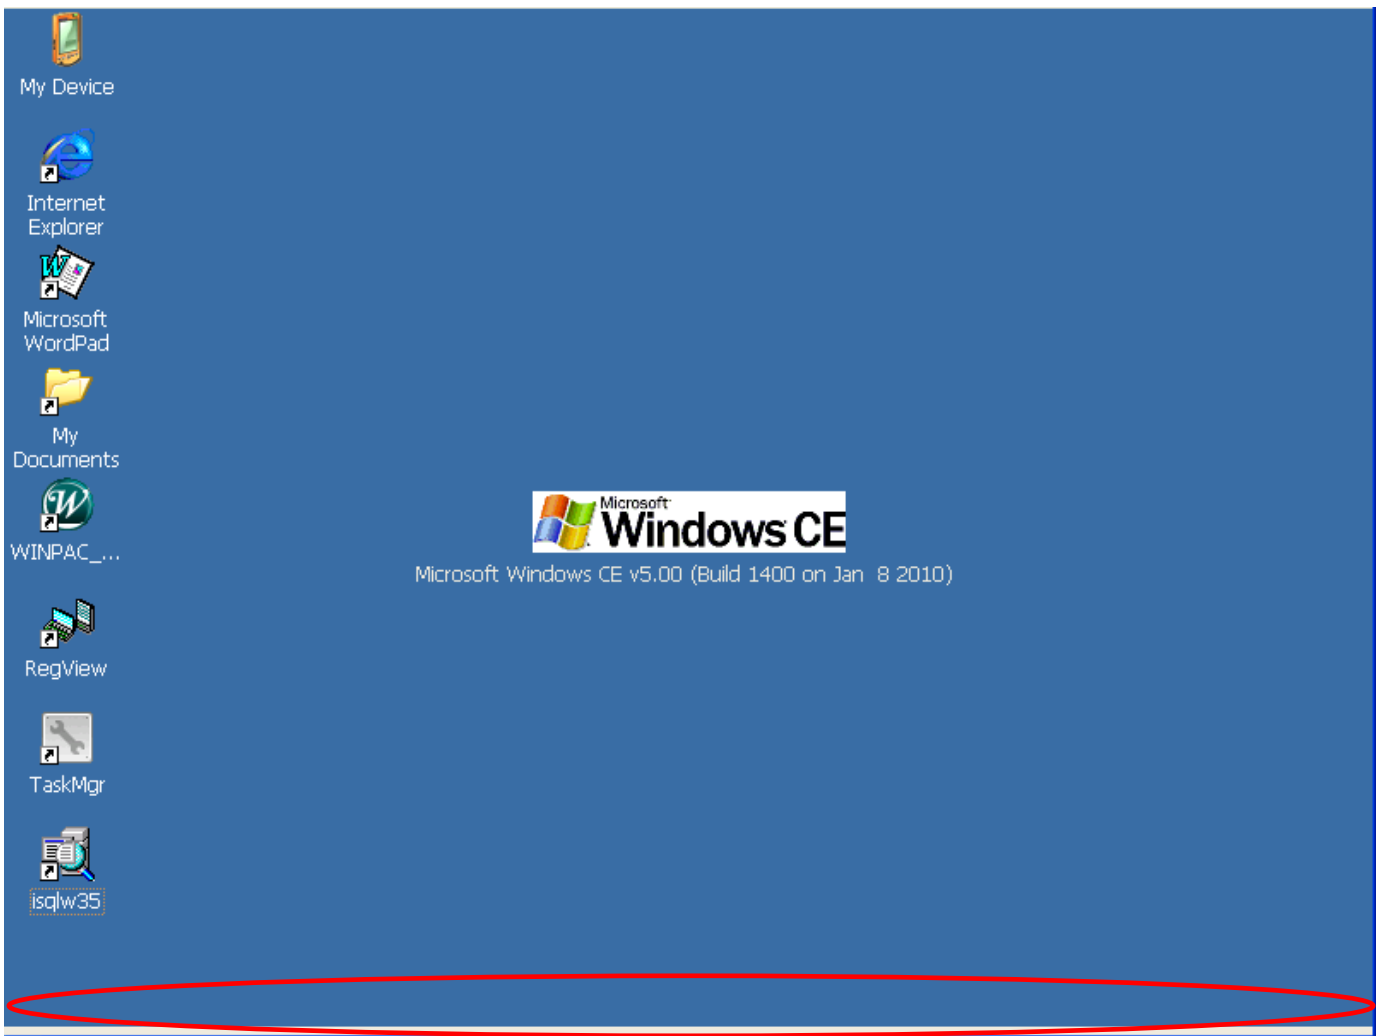 My Device
Internet
Explorer
Microsoft
WordPad
My
Documents
WINPAC_...
RegView
TaskMgr
isqlw35
Microsoft
Windows CE
Microsoft Windows CE v5.00 (Build 1400 on Jan  8 2010)